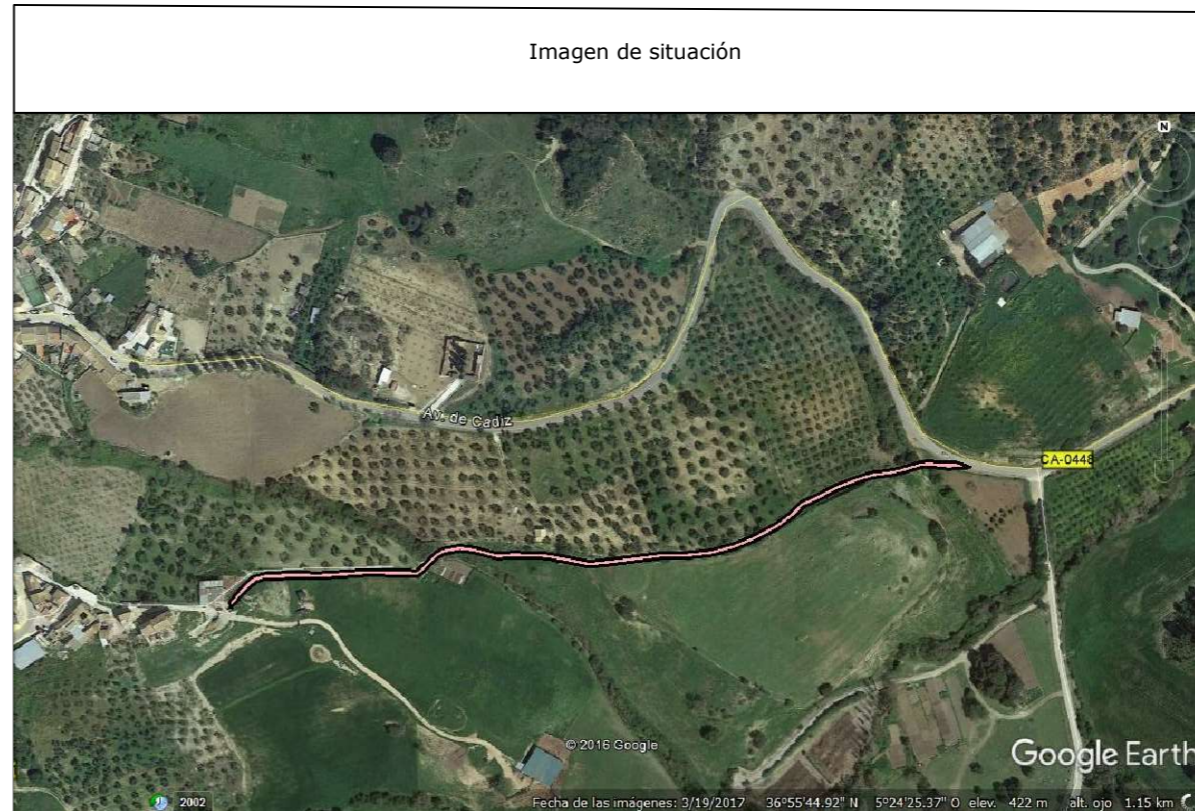 Imagen de situación
N
Av. de Cadiz
CA-0448
© 2016 Google
Google Earth
2002
Fecha de las imágenes: 3/19/2017 36°55'44.92" N 5°24'25.37" O elev. 422 m alt. ojo 1.15 km